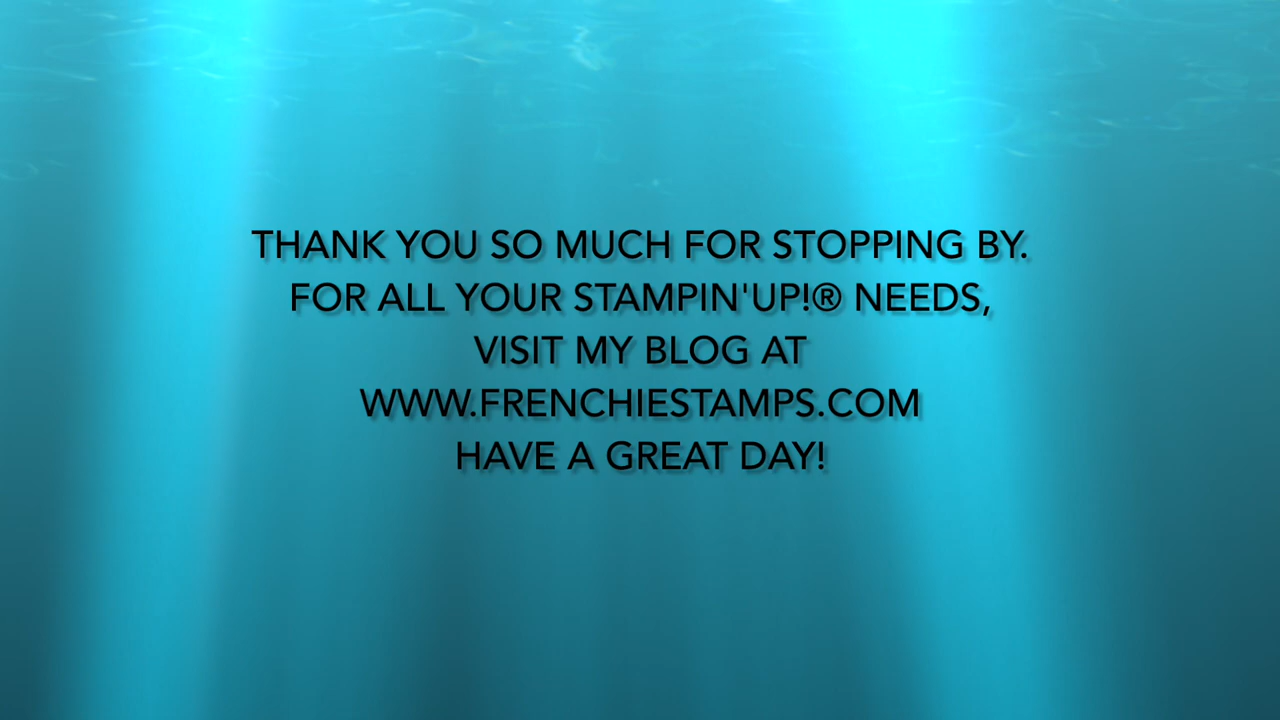 THANK YOU SO MUCH FOR STOPPING BY.
FOR ALL YOUR STAMPIN'UP!® NEEDS,
VISIT MY BLOG AT
WWW.FRENCHIESTAMPS.COM
HAVE A GREAT DAY!